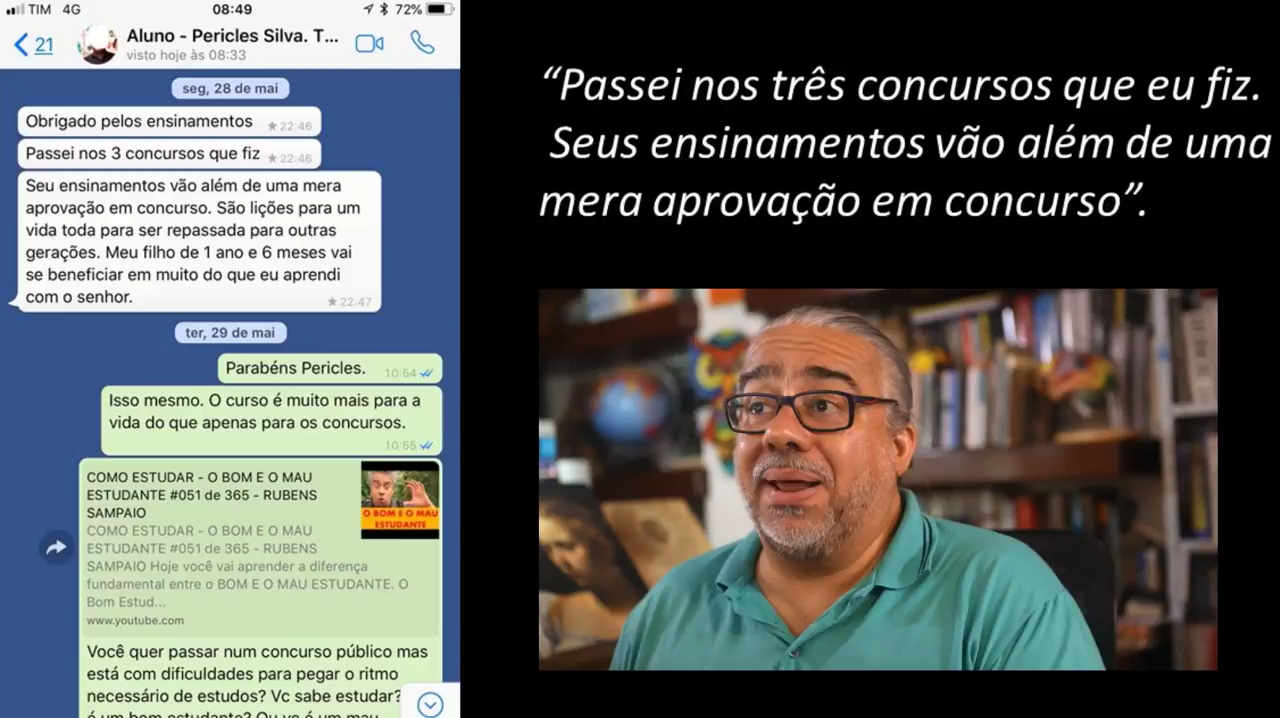 TIM 4G
08:49
72%
21
Aluno - Pericles Silva. T...
visto hoje às 08:33
seg, 28 de mai
Obrigado pelos ensinamentos
22:46
Passei nos 3 concursos que fiz
22:46
Seu ensinamentos vão além de uma mera
aprovação em concurso. São lições para um
vida toda para ser repassada para outras
gerações. Meu filho de 1 ano e 6 meses vai
se beneficiar em muito do que eu aprendi
com o senhor.
22:47
ter, 29 de mai
Parabéns Pericles.
10:54
Isso mesmo. O curso é muito mais para a
vida do que apenas para os concursos.
10:55
COMO ESTUDAR - O BOM E O MAU
ESTUDANTE #051 de 365 - RUBENS
SAMPAIO
COMO ESTUDAR - O BOM E O MAU
ESTUDANTE #051 de 365 - RUBENS
SAMPAIO Hoje você vai aprender a diferença
fundamental entre o BOM E O MAU ESTUDANTE. O
Bom Estud...
www.youtube.com
O BOM E O MAU
ESTUDANTE
Você quer passar num concurso público mas
está com dificuldades para pegar o ritmo
necessário de estudos? Vc sabe estudar?
é um bom estudante? Ou vc é um mau
“Passei nos três concursos que eu fiz.
Seus ensinamentos vão além de uma
mera aprovação em concurso”.